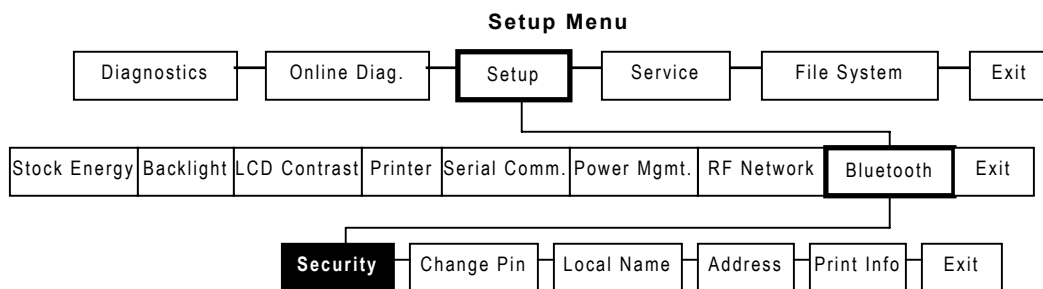 Setup Menu
Diagnostics Online Diag. Setup Service File System Exit
Stock Energy Backlight LCD Contrast Printer Serial Comm. Power Mgmt. RF Network Bluetooth Exit
Security Change Pin Local Name Address Print Info Exit